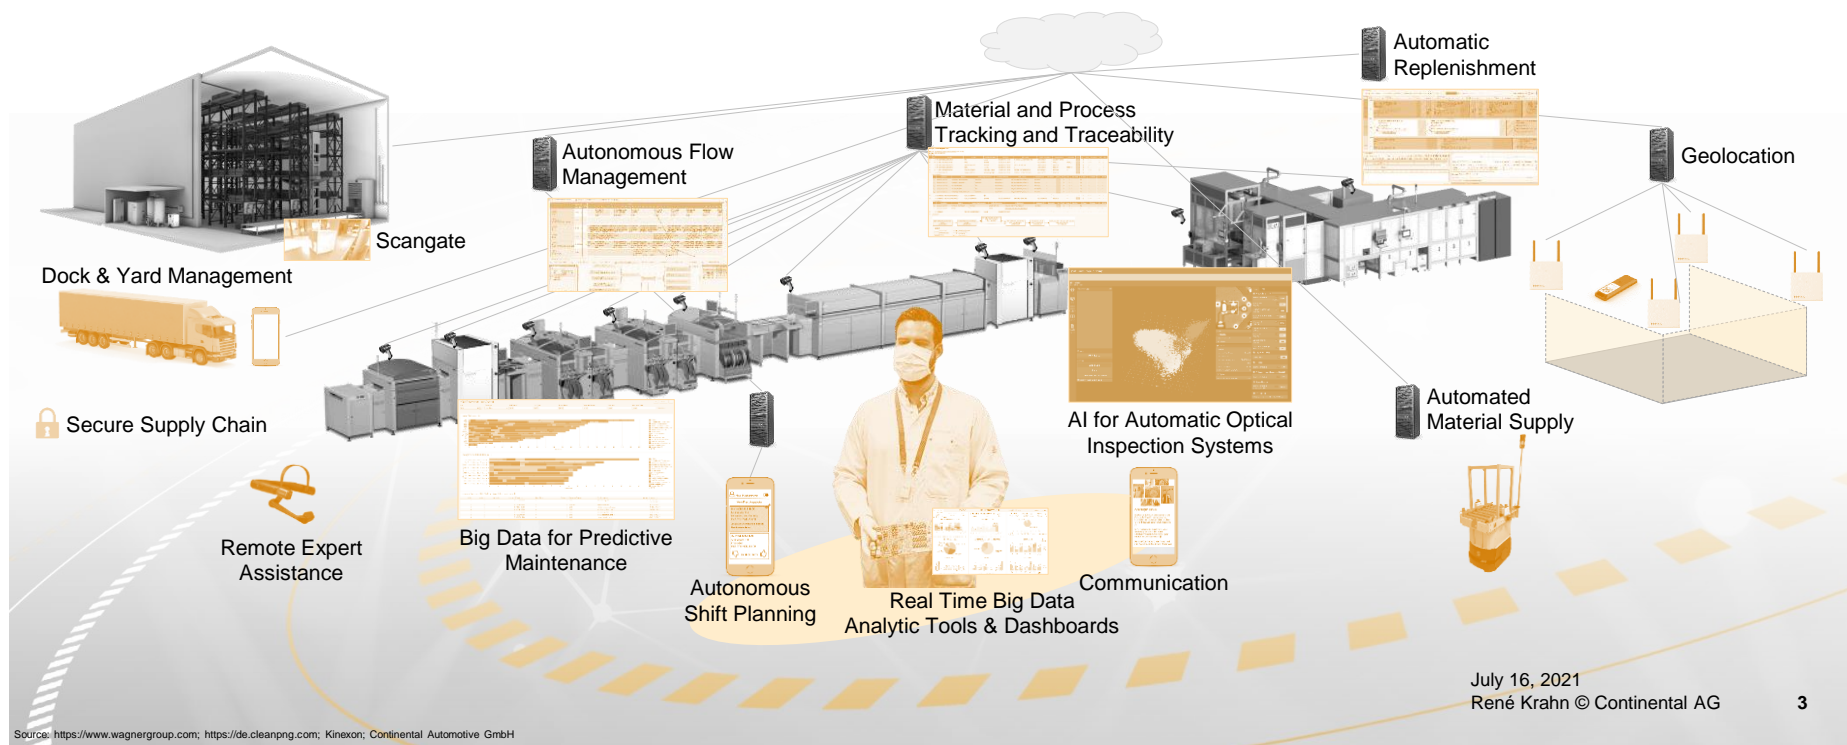 Automatic
Replenishment
Material and Process
Tracking and Traceability
Autonomous Flow
Management
Geolocation
Scangate
Dock & Yard Management
Secure Supply Chain
Automated
Material Supply
AI for Automatic Optical
Inspection Systems
Remote Expert
Assistance
Big Data for Predictive
Maintenance
Autonomous
Shift Planning
Real Time Big Data
Analytic Tools & Dashboards
Communication
July 16, 2021
René Krahn © Continental AG
3
Source: https://www.wagnergroup.com; https://de.cleanpng.com; Kinexon; Continental Automotive GmbH